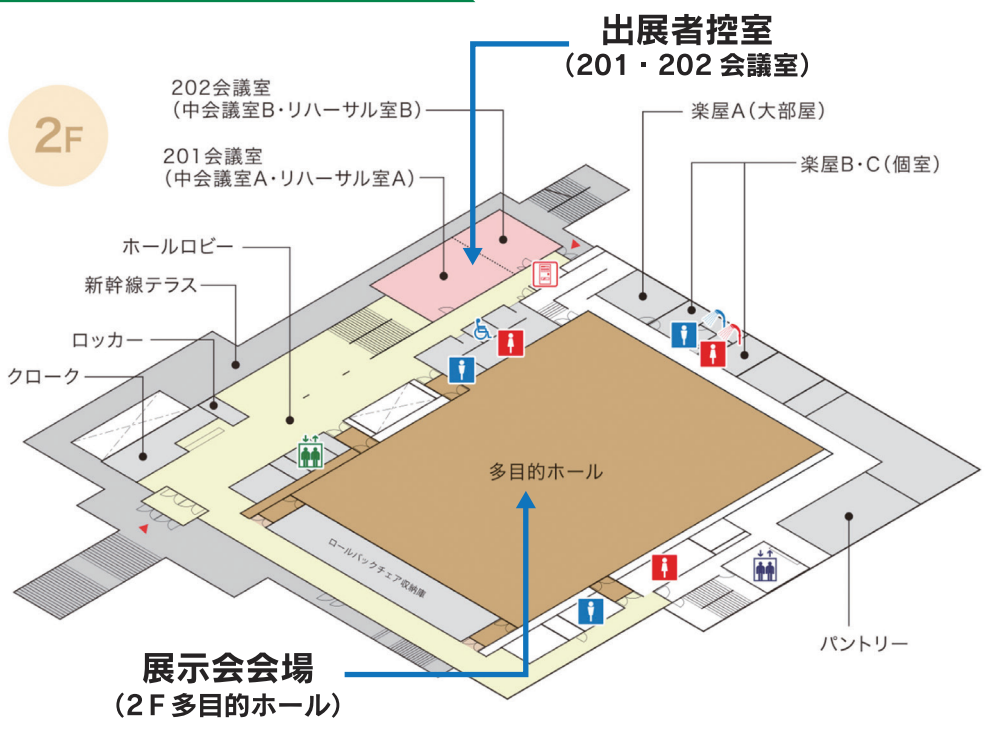 出展者控室
（201・202 会議室）
2F
202会議室
（中会議室B・リハーサル室B）
201会議室
（中会議室A・リハーサル室A）
楽屋A（大部屋）
楽屋B・C（個室）
ホールロビー
新幹線テラス
ロッカー
クローク
多目的ホール
ロールバックチェア収納庫
パントリー
展示会会場
（2F多目的ホール）